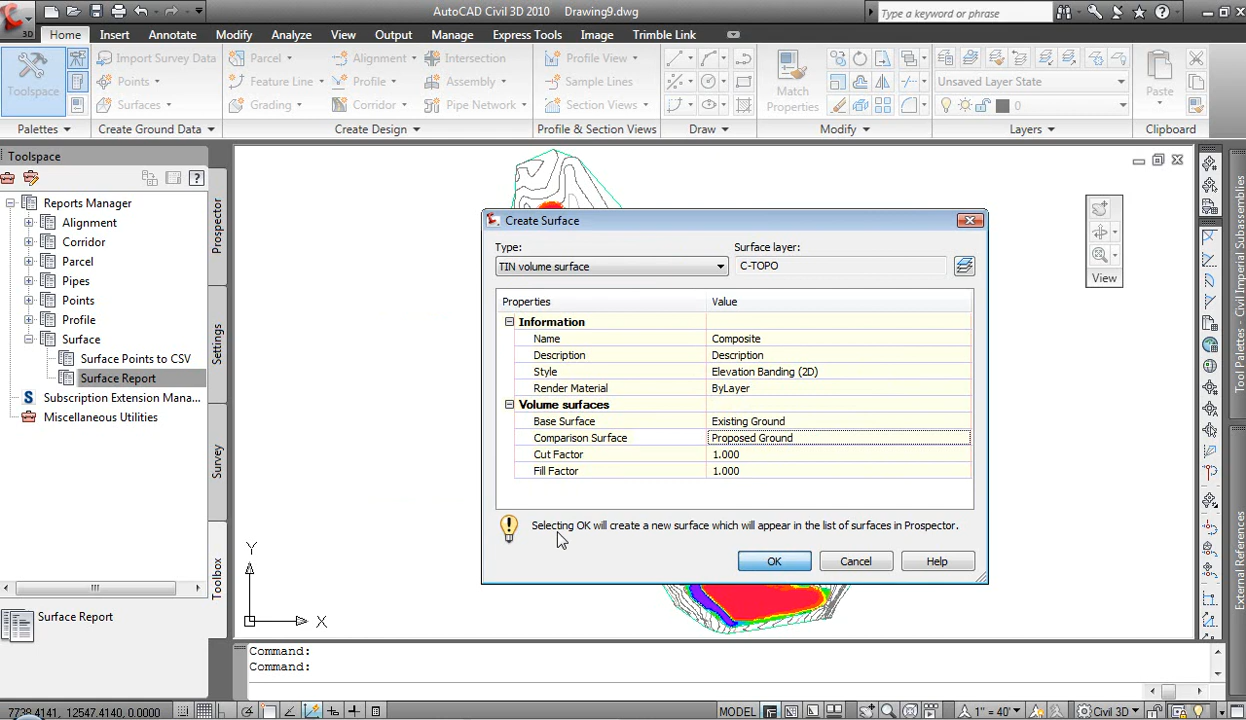 AutoCAD Civil 3D 2010 Drawing9.dwg
Type a keyword or phrase
3D
Home Insert Annotate Modify Analyze View Output Manage Express Tools Image Trimble Link
Toolspace
Import Survey Data
Points
Surfaces
Parcel
Feature Line
Grading
Alignment
Profile
Corridor
Intersection
Assembly
Pipe Network
Profile View
Sample Lines
Section Views
Match
Properties
Unsaved Layer State
0
Paste
Palettes Create Ground Data Create Design Profile & Section Views Draw Modify Layers Clipboard
Toolspace
Reports Manager
Alignment
Corridor
Parcel
Pipes
Points
Profile
Surface
Surface Points to CSV
Surface Report
Subscription Extension Mana...
Miscellaneous Utilities
Prospector
Settings
Survey
Toolbox
Surface Report
Create Surface
Type:
TIN volume surface
Surface layer:
C-TOPO
Properties Value
Information
Name Composite
Description Description
Style Elevation Banding (2D)
Render Material ByLayer
Volume surfaces
Base Surface Existing Ground
Comparison Surface Proposed Ground
Cut Factor 1.000
Fill Factor 1.000
Selecting OK will create a new surface which will appear in the list of surfaces in Prospector.
OK Cancel Help
View
Tool Palettes - Civil Imperial Subassemblies
External References
Y
X
Command:
Command:
7738.4141, 12547.4140, 0.0000
MODEL
1" = 40'
Civil 3D